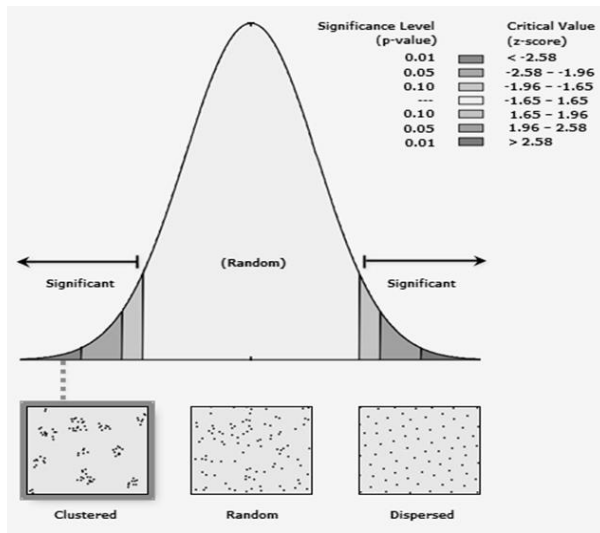 Significance Level Critical Value
(p-value) (z-score)
0.01 < -2.58
0.05 -2.58 – -1.96
0.10 -1.96 – -1.65
--- -1.65 – 1.65
0.10 1.65 – 1.96
0.05 1.96 – 2.58
0.01 > 2.58
(Random)
Significant Significant
Clustered Random Dispersed